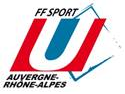 FF SPORT
U
AUVERGNE-
RHÔNE-ALPES